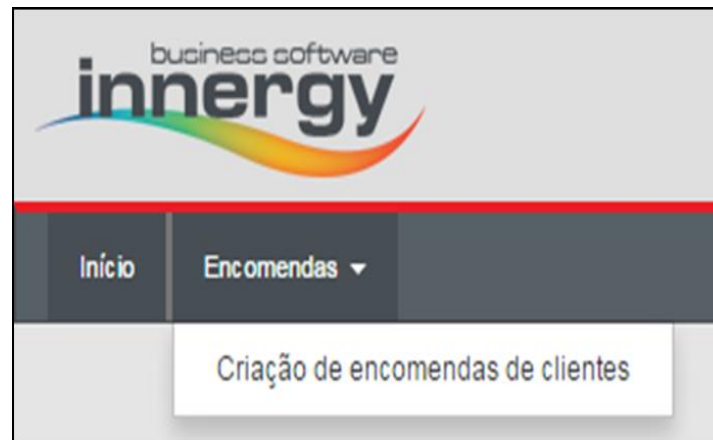 business software
innergy
Início
Encomendas
Criação de encomendas de clientes